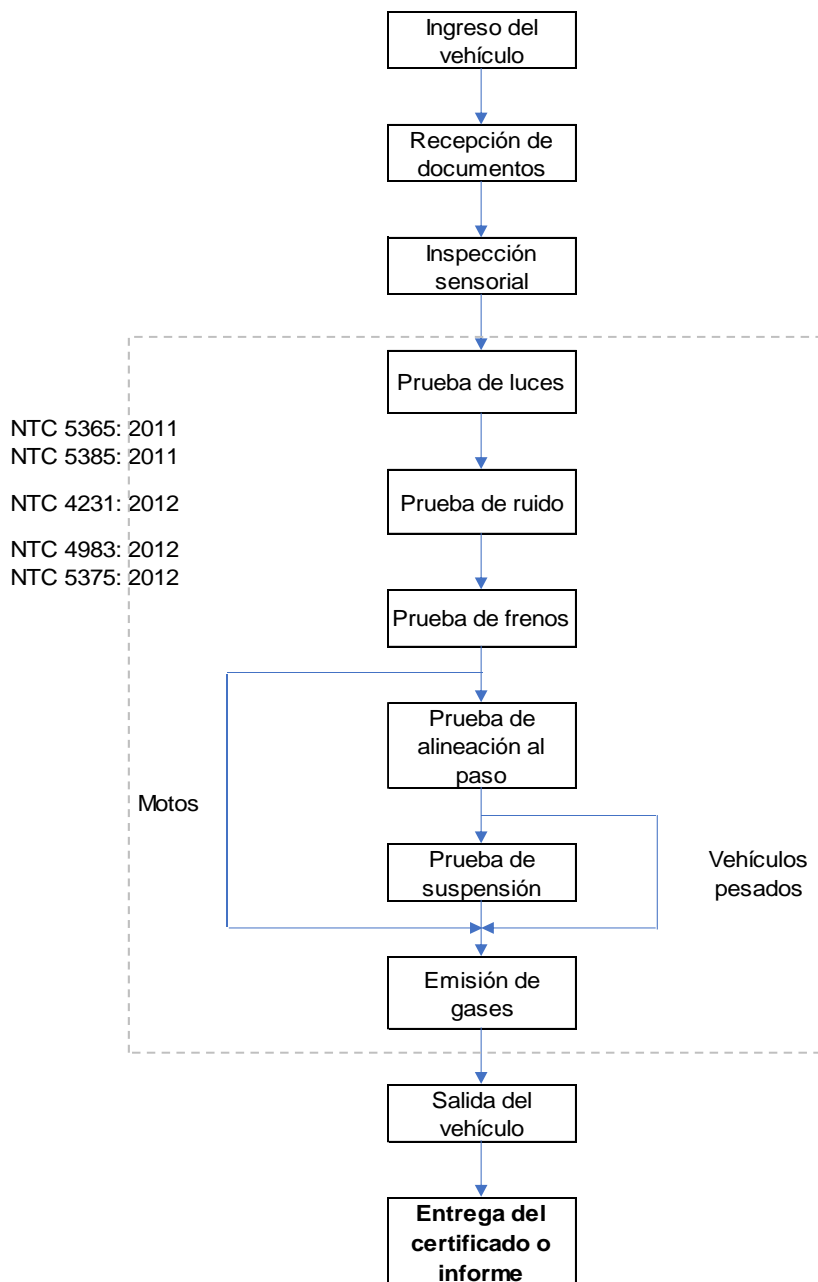 Ingreso del
vehículo
Recepción de
documentos
Inspección
sensorial
Prueba de luces
NTC 5365: 2011
NTC 5385: 2011
NTC 4231: 2012
Prueba de ruido
NTC 4983: 2012
NTC 5375: 2012
Prueba de frenos
Prueba de
alineación al
paso
Motos
Prueba de
suspensión
Vehículos
pesados
Emisión de
gases
Salida del
vehículo
Entrega del
certificado o
informe